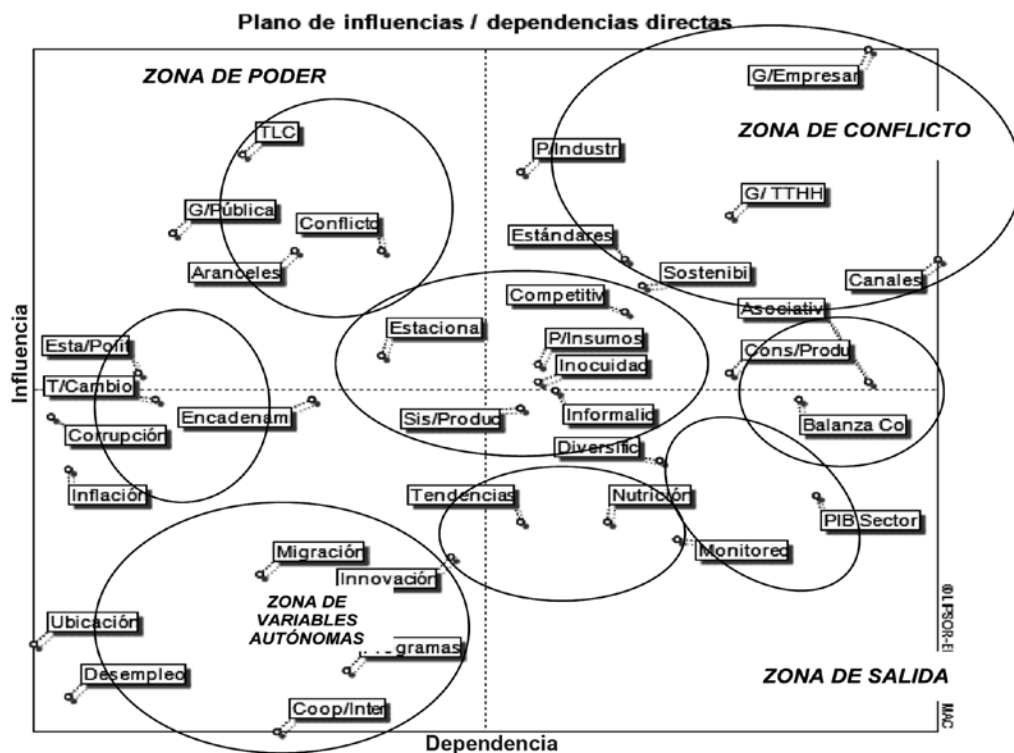 Plano de influencias / dependencias directas
ZONA DE PODER
G/Empresar
TLC
ZONA DE CONFLICTO
P/Industr
G/Pública
Conflicto
G/ TTHH
Estándares
Aranceles
Sostenibi
Canales
Competitiv
Asociativ
Estaciona
P/Insumos
Esta/Polít
Cons/Produ
Inocuidad
T/Cambio
Encadenam
Sis/Produc
Informalid
Balanza Co
Corrupción
Diversific
Inflación
Tendencias
Nutrición
PIB Sector
Migración
Innovación
Monitoreo
ZONA DE
VARIABLES
AUTÓNOMAS
Ubicación
Desempleo
ZONA DE SALIDA
Coop/Inter
Influencia
Dependencia
MAC